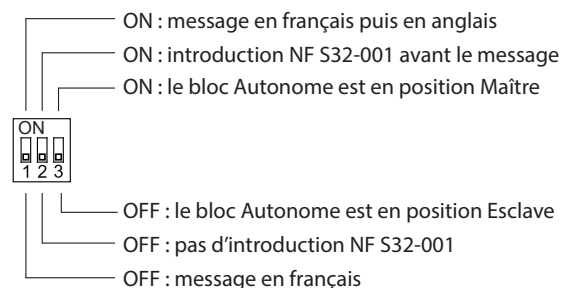 ON : message en français puis en anglais
ON : introduction NF S32-001 avant le message
ON : le bloc Autonome est en position Maître
ON
1 2 3
OFF : le bloc Autonome est en position Esclave
OFF : pas d’introduction NF S32-001
OFF : message en français